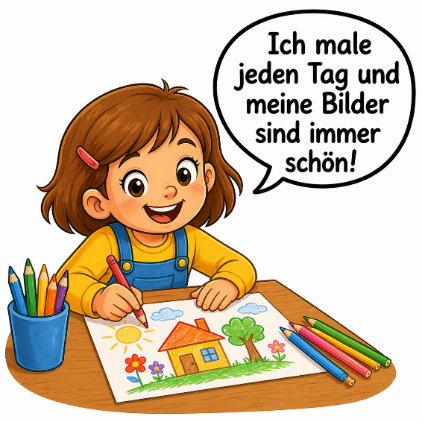 Ich male
jeden Tag und
meine Bilder
sind immer
schön!